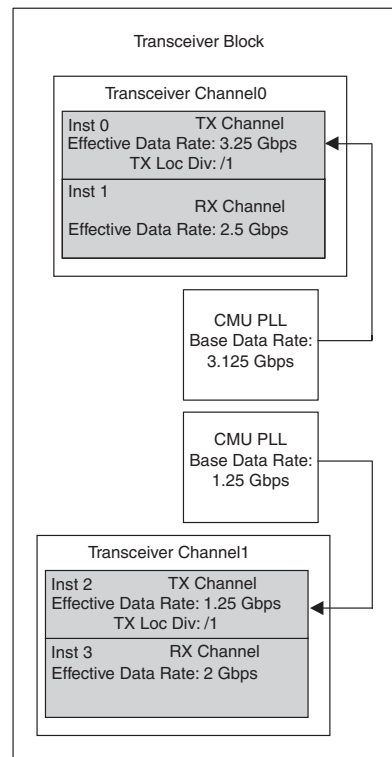 Transceiver Block
Transceiver Channel0
Inst 0 TX Channel
Effective Data Rate: 3.25 Gbps
TX Loc Div: /1
Inst 1
RX Channel
Effective Data Rate: 2.5 Gbps
CMU PLL
Base Data Rate:
3.125 Gbps
CMU PLL
Base Data Rate:
1.25 Gbps
Transceiver Channel1
Inst 2 TX Channel
Effective Data Rate: 1.25 Gbps
TX Loc Div: /1
Inst 3 RX Channel
Effective Data Rate: 2 Gbps